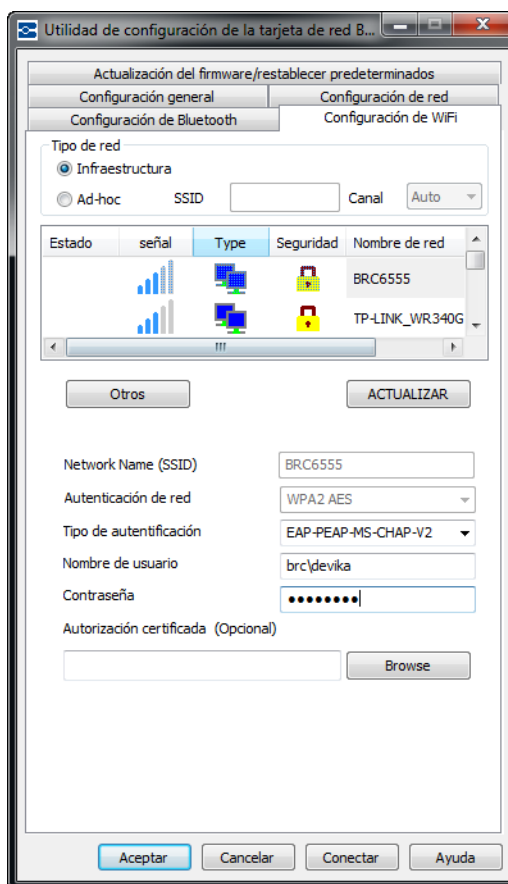 Utilidad de configuración de la tarjeta de red B...
Actualización del firmware/restablecer predeterminados
Configuración general Configuración de red
Configuración de Bluetooth Configuración de WiFi
Tipo de red
Infraestructura
Ad-hoc SSID Canal Auto
Estado señal Type Seguridad Nombre de red
BRC6555
TP-LINK_WR340G
Otros ACTUALIZAR
Network Name (SSID) BRC6555
Autenticación de red WPA2 AES
Tipo de autentificación EAP-PEAP-MS-CHAP-V2
Nombre de usuario brc\devika
Contraseña ●●●●●●●●
Autorización certificada (Opcional)
Browse
Aceptar Cancelar Conectar Ayuda